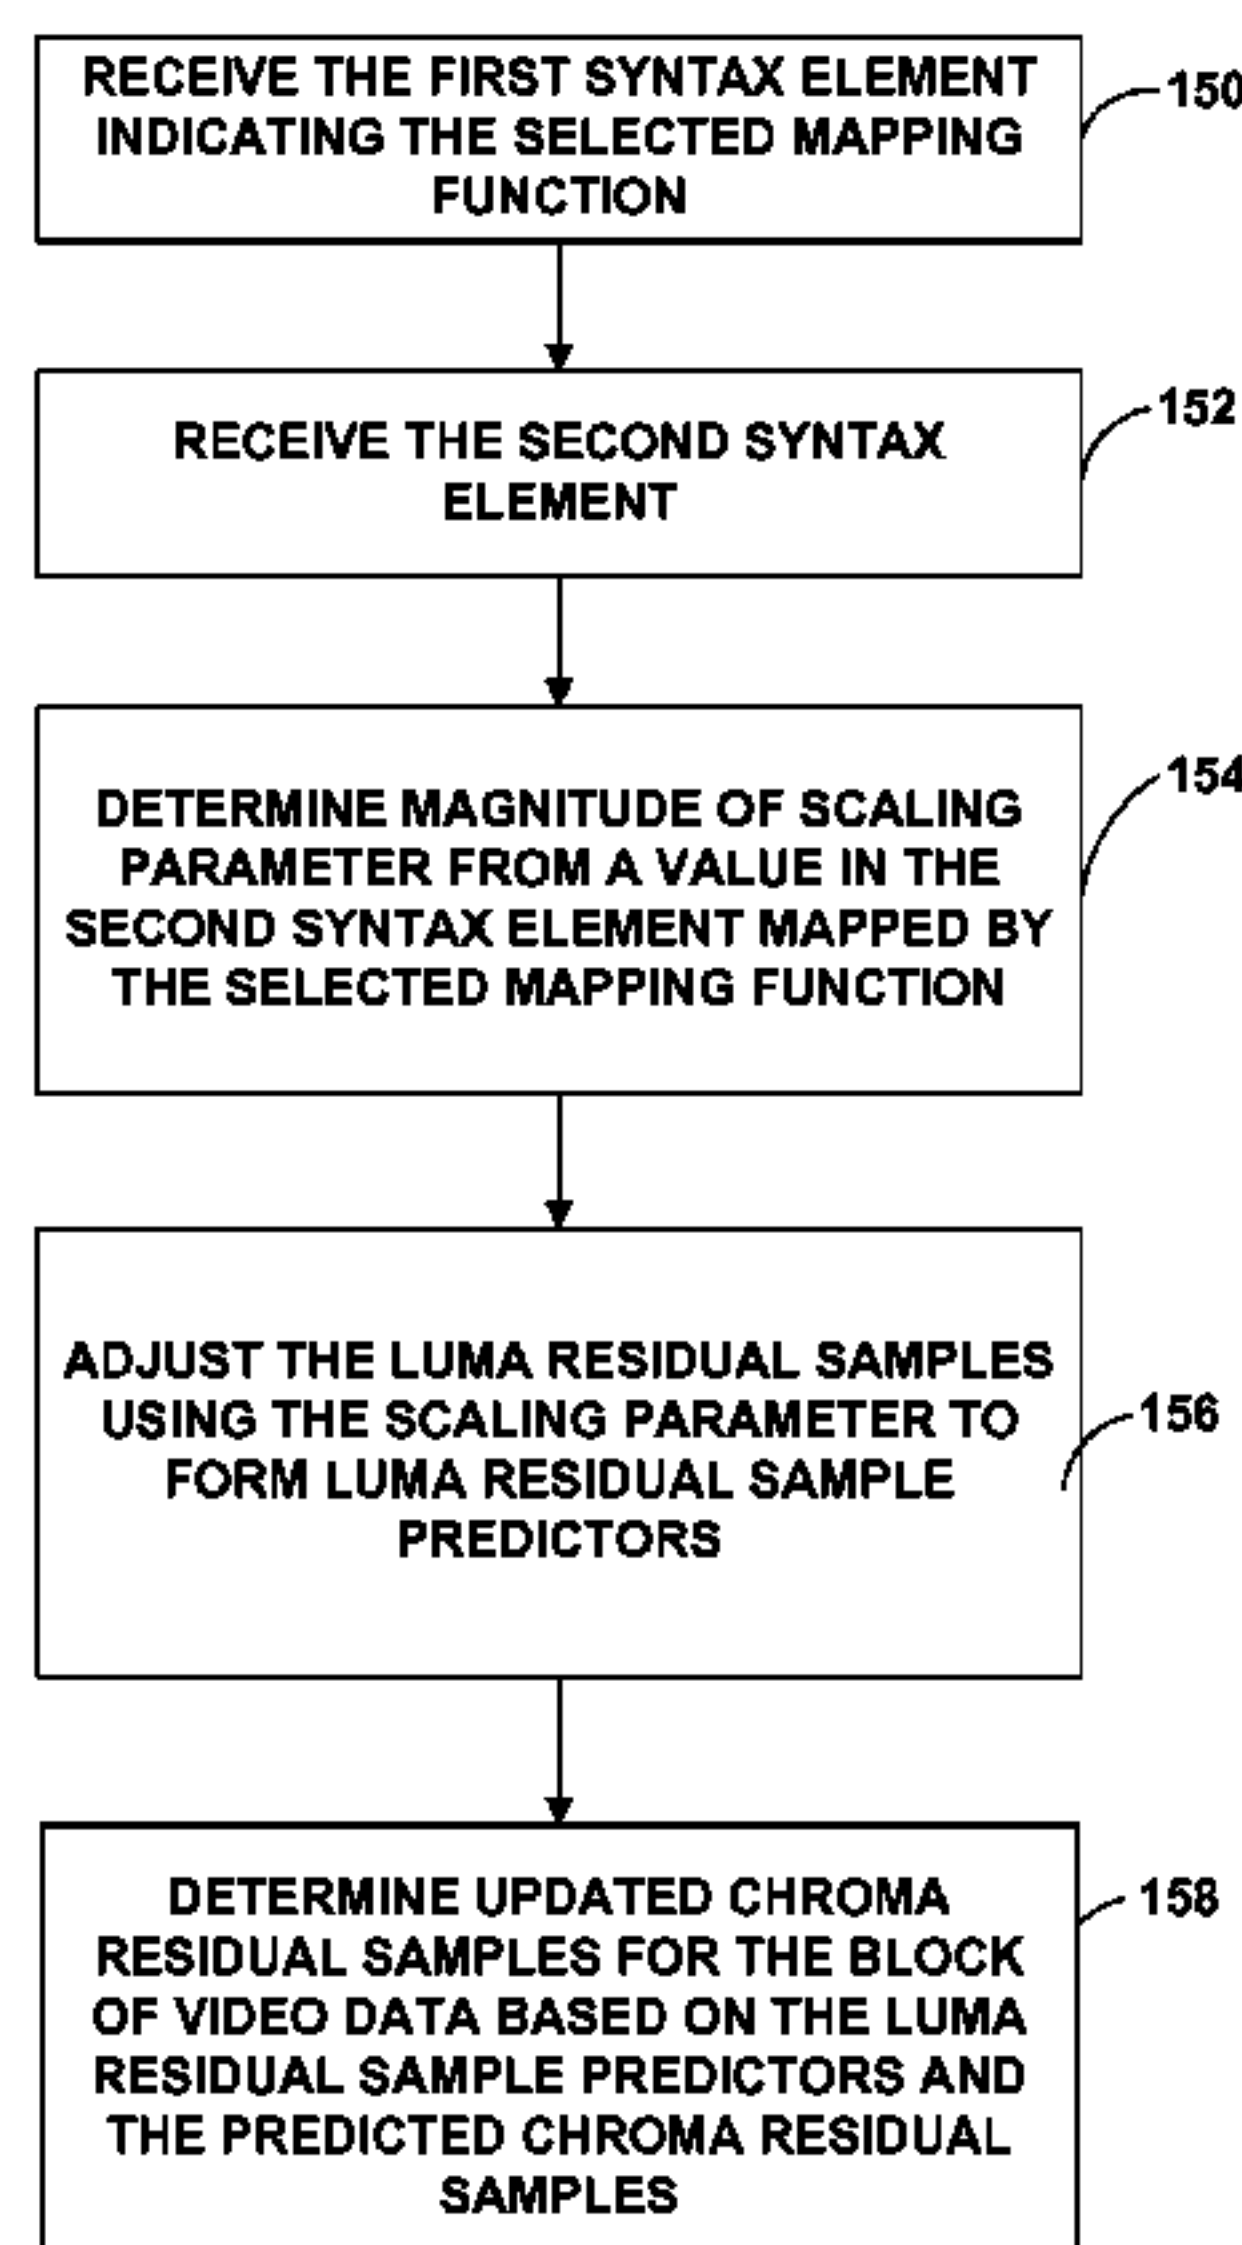 RECEIVE THE FIRST SYNTAX ELEMENT
INDICATING THE SELECTED MAPPING
FUNCTION
150
RECEIVE THE SECOND SYNTAX
ELEMENT
152
DETERMINE MAGNITUDE OF SCALING
PARAMETER FROM A VALUE IN THE
SECOND SYNTAX ELEMENT MAPPED BY
THE SELECTED MAPPING FUNCTION
154
ADJUST THE LUMA RESIDUAL SAMPLES
USING THE SCALING PARAMETER TO
FORM LUMA RESIDUAL SAMPLE
PREDICTORS
156
DETERMINE UPDATED CHROMA
RESIDUAL SAMPLES FOR THE BLOCK
OF VIDEO DATA BASED ON THE LUMA
RESIDUAL SAMPLE PREDICTORS AND
THE PREDICTED CHROMA RESIDUAL
SAMPLES
158